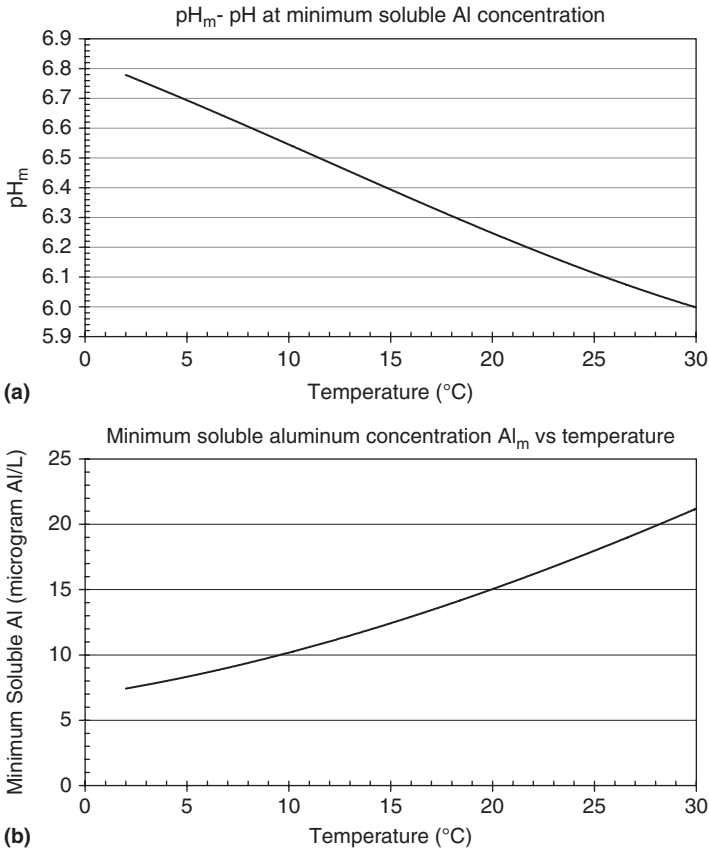 pHm- pH at minimum soluble Al concentration
6.9
6.8
6.7
6.6
6.5
6.4
6.3
6.2
6.1
6.0
5.9
pHm
0 5 10 15 20 25 30
(a) Temperature (°C)
Minimum soluble aluminum concentration Alm vs temperature
25
20
15
10
5
0
Minimum Soluble Al (microgram Al/L)
0 5 10 15 20 25 30
(b) Temperature (°C)